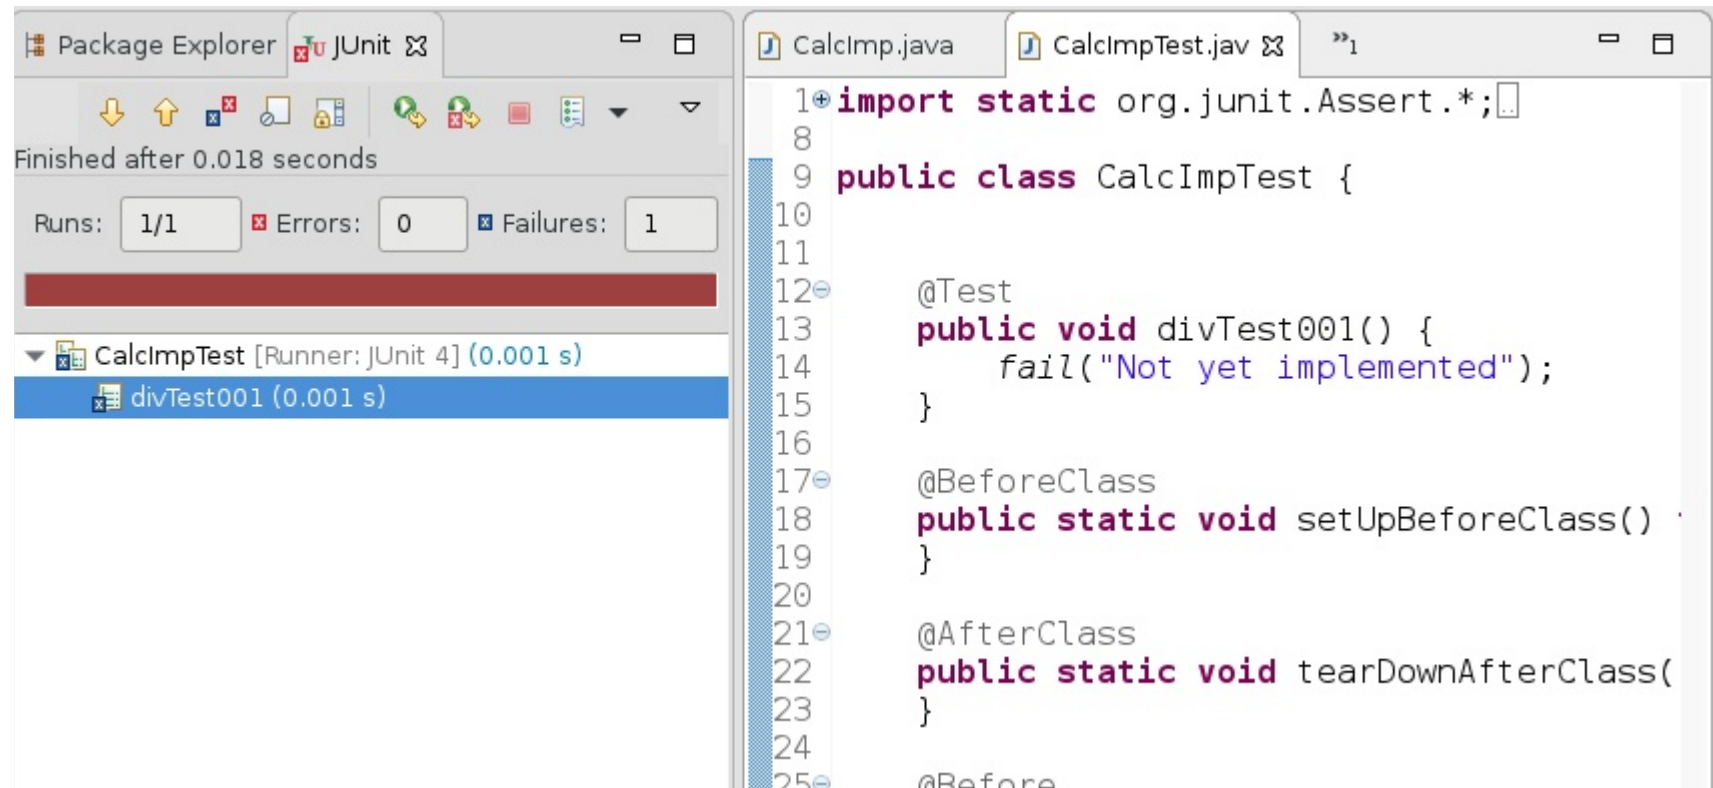 Package Explorer JUnit
Finished after 0.018 seconds
Runs: 1/1 Errors: 0 Failures: 1
CalcImpTest [Runner: JUnit 4] (0.001 s)
divTest001 (0.001 s)
CalcImp.java CalcImpTest.jav »1
1 import static org.junit.Assert.*;
8
9 public class CalcImpTest {
10
11
12 @Test
13 public void divTest001() {
14 fail("Not yet implemented");
15 }
16
17 @BeforeClass
18 public static void setUpBeforeClass()
19 }
20
21 @AfterClass
22 public static void tearDownAfterClass(
23 }
24
25 @Before